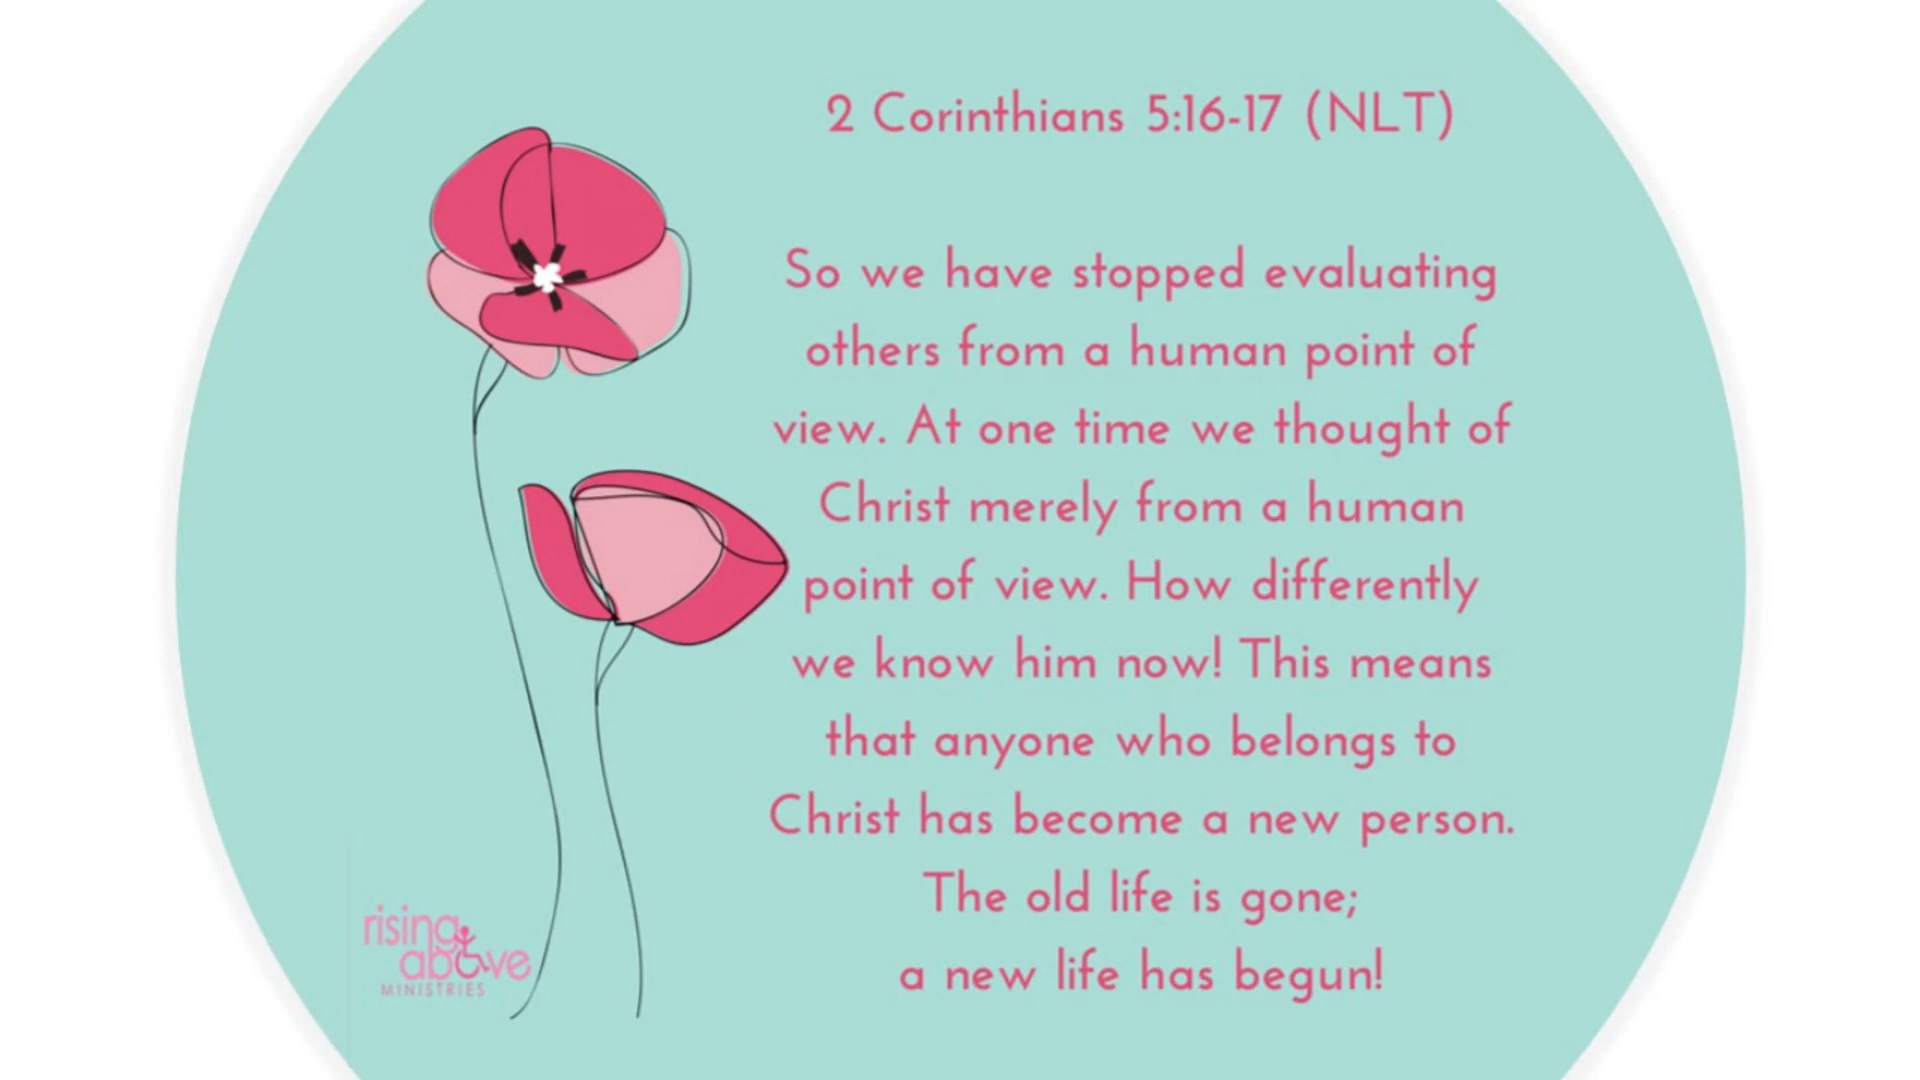 2 Corinthians 5:16-17 (NLT)
So we have stopped evaluating
others from a human point of
view. At one time we thought of
Christ merely from a human
point of view. How differently
we know him now! This means
that anyone who belongs to
Christ has become a new person.
The old life is gone;
a new life has begun!
rising
above
MINISTRIES